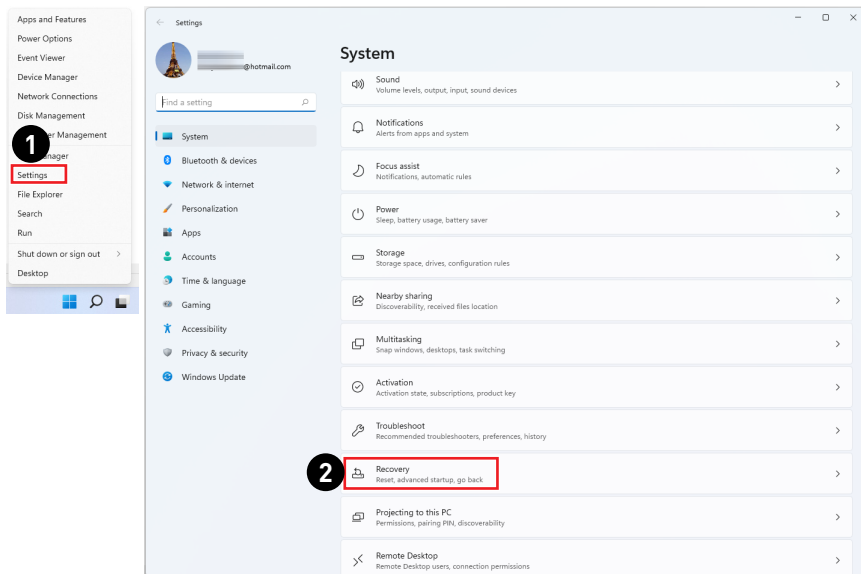 Apps and Features
Power Options
Event Viewer
Device Manager
Network Connections
Disk Management
er Management
1
anager
Settings
File Explorer
Search
Run
Shut down or sign out
Desktop
Settings
@hotmail.com
Find a setting
System
Bluetooth & devices
Network & internet
Personalization
Apps
Accounts
Time & language
Gaming
Accessibility
Privacy & security
Windows Update
System
Sound
Volume levels, output, input, sound devices
Notifications
Alerts from apps and system
Focus assist
Notifications, automatic rules
Power
Sleep, battery usage, battery saver
Storage
Storage space, drives, configuration rules
Nearby sharing
Discoverability, received files location
Multitasking
Snap windows, desktops, task switching
Activation
Activation state, subscriptions, product key
Troubleshoot
Recommended troubleshooters, preferences, history
2
Recovery
Reset, advanced startup, go back
Projecting to this PC
Permissions, pairing PIN, discoverability
Remote Desktop
Remote Desktop users, connection permissions